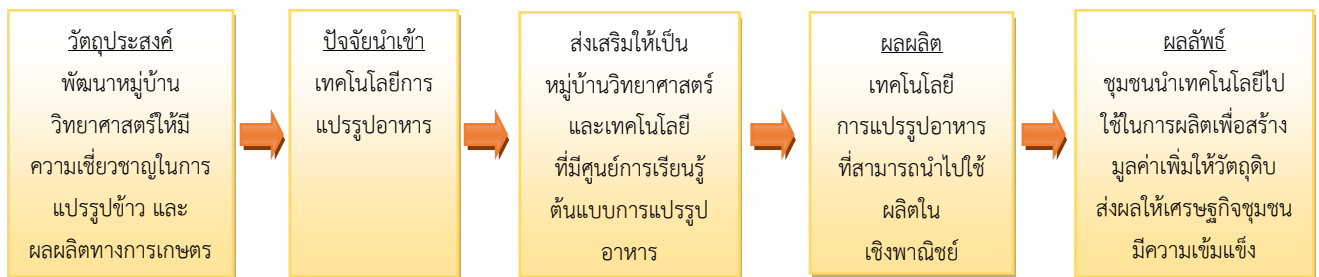 วัตถุประสงค์
พัฒนาหมู่บ้าน
วิทยาศาสตร์ให้มี
ความเชี่ยวชาญในการ
แปรรูปข้าว และ
ผลผลิตทางการเกษตร
ปัจจัยนำเข้า
เทคโนโลยีการ
แปรรูปอาหาร
ส่งเสริมให้เป็น
หมู่บ้านวิทยาศาสตร์
และเทคโนโลยี
ที่มีศูนย์การเรียนรู้
ต้นแบบการแปรรูป
อาหาร
ผลผลิต
เทคโนโลยี
การแปรรูปอาหาร
ที่สามารถนำไปใช้
ผลิตใน
เชิงพาณิชย์
ผลลัพธ์
ชุมชนนำเทคโนโลยีไป
ใช้ในการผลิตเพื่อสร้าง
มูลค่าเพิ่มให้วัตถุดิบ
ส่งผลให้เศรษฐกิจชุมชน
มีความเข้มแข็ง